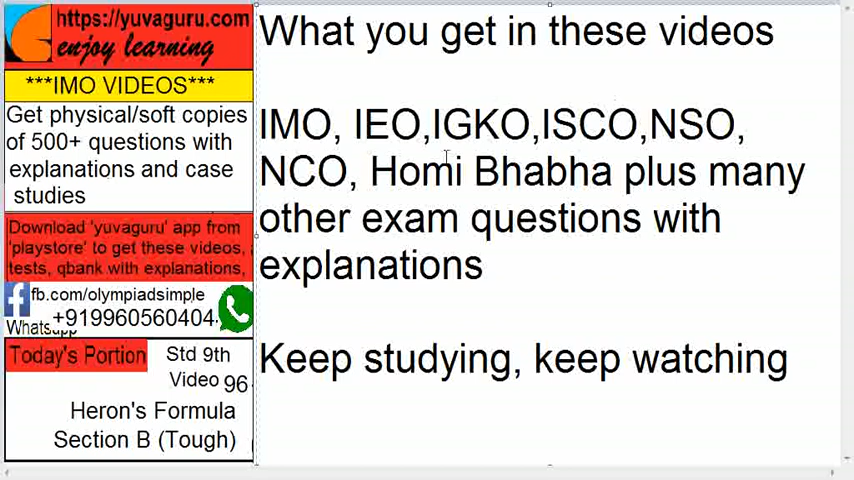 https://yuvaguru.com
enjoy learning
***IMO VIDEOS***
Get physical/soft copies
of 500+ questions with
explanations and case
studies
Download 'yuvaguru' app from
'playstore' to get these videos,
tests, qbank with explanations,
fb.com/olympiadsimple
+919960560404
Whatsapp
Today's Portion
Std 9th
Video 96
Heron's Formula
Section B (Tough)
What you get in these videos
IMO, IEO,IGKO,ISCO,NSO,
NCO, Homi Bhabha plus many
other exam questions with
explanations
Keep studying, keep watching